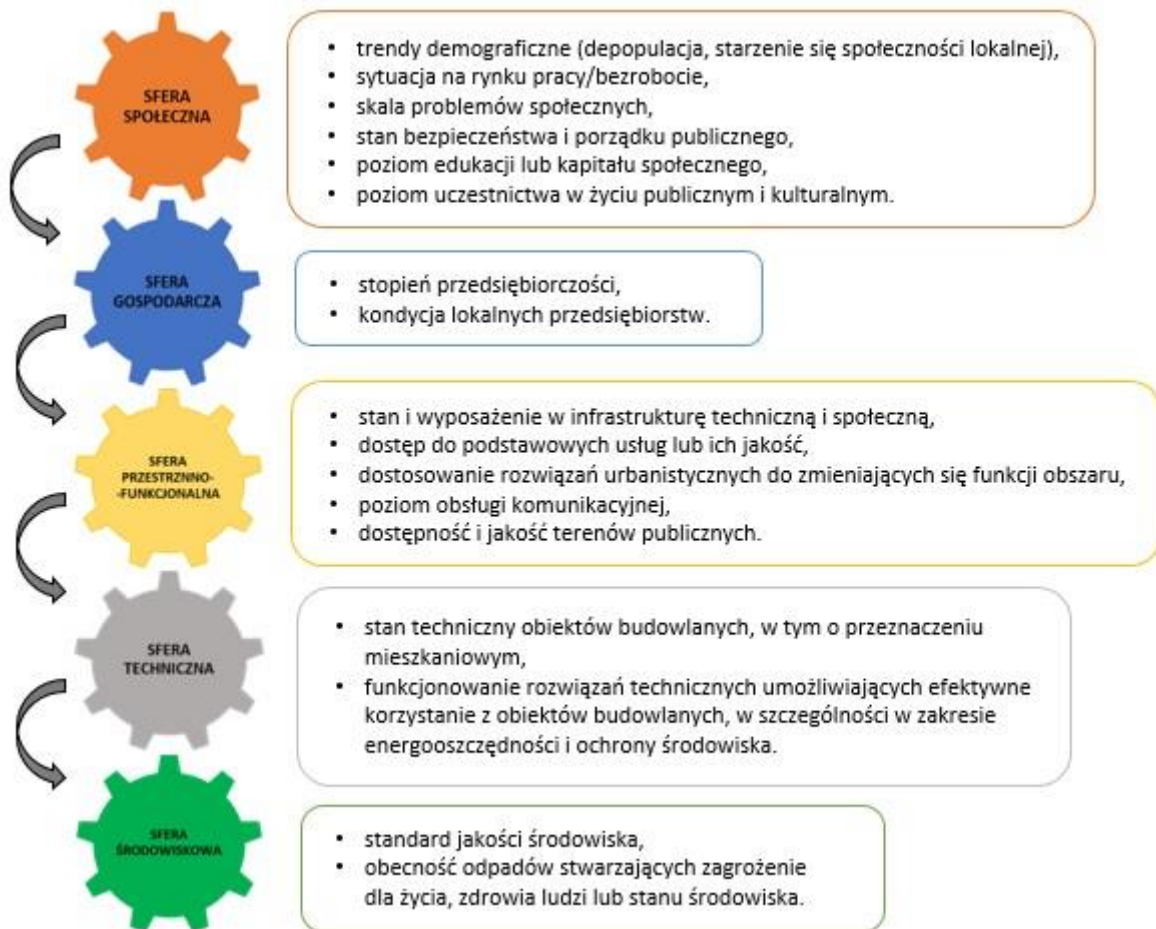 SFERA
SPOŁECZNA
• trendy demograficzne (depopulacja, starzenie się społeczności lokalnej),
• sytuacja na rynku pracy/bezrobocie,
• skala problemów społecznych,
• stan bezpieczeństwa i porządku publicznego,
• poziom edukacji lub kapitału społecznego,
• poziom uczestnictwa w życiu publicznym i kulturalnym.
SFERA
GOSPODARCZA
• stopień przedsiębiorczości,
• kondycja lokalnych przedsiębiorstw.
SFERA
PRZESTRZNNO-
-FUNKCJONALNA
• stan i wyposażenie w infrastrukturę techniczną i społeczną,
• dostęp do podstawowych usług lub ich jakość,
• dostosowanie rozwiązań urbanistycznych do zmieniających się funkcji obszaru,
• poziom obsługi komunikacyjnej,
• dostępność i jakość terenów publicznych.
SFERA
TECHNICZNA
• stan techniczny obiektów budowlanych, w tym o przeznaczeniu
mieszkaniowym,
• funkcjonowanie rozwiązań technicznych umożliwiających efektywne
korzystanie z obiektów budowlanych, w szczególności w zakresie
energooszczędności i ochrony środowiska.
SFERA
ŚRODOWISKOWA
• standard jakości środowiska,
• obecność odpadów stwarzających zagrożenie
dla życia, zdrowia ludzi lub stanu środowiska.